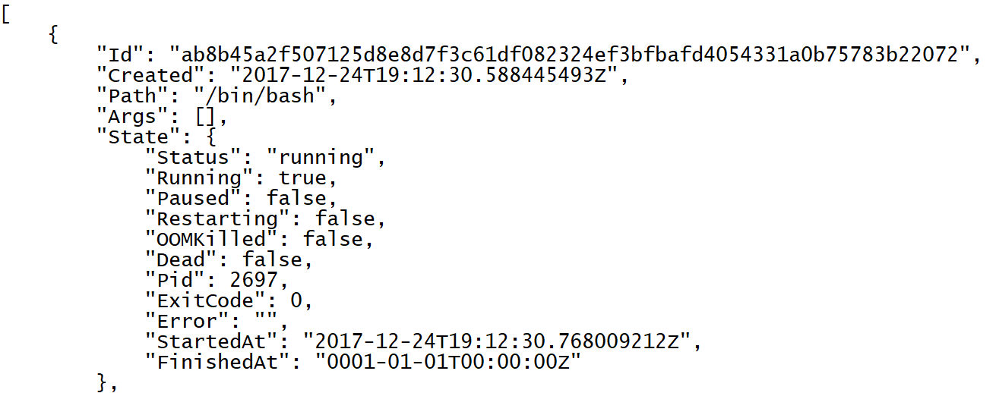 [
    {
        "Id": "ab8b45a2f507125d8e8d7f3c61df082324ef3bfbafd4054331a0b75783b22072",
        "Created": "2017-12-24T19:12:30.588445493Z",
        "Path": "/bin/bash",
        "Args": [],
        "State": {
            "Status": "running",
            "Running": true,
            "Paused": false,
            "Restarting": false,
            "OOMKilled": false,
            "Dead": false,
            "Pid": 2697,
            "ExitCode": 0,
            "Error": "",
            "StartedAt": "2017-12-24T19:12:30.768009212Z",
            "FinishedAt": "0001-01-01T00:00:00Z"
        },